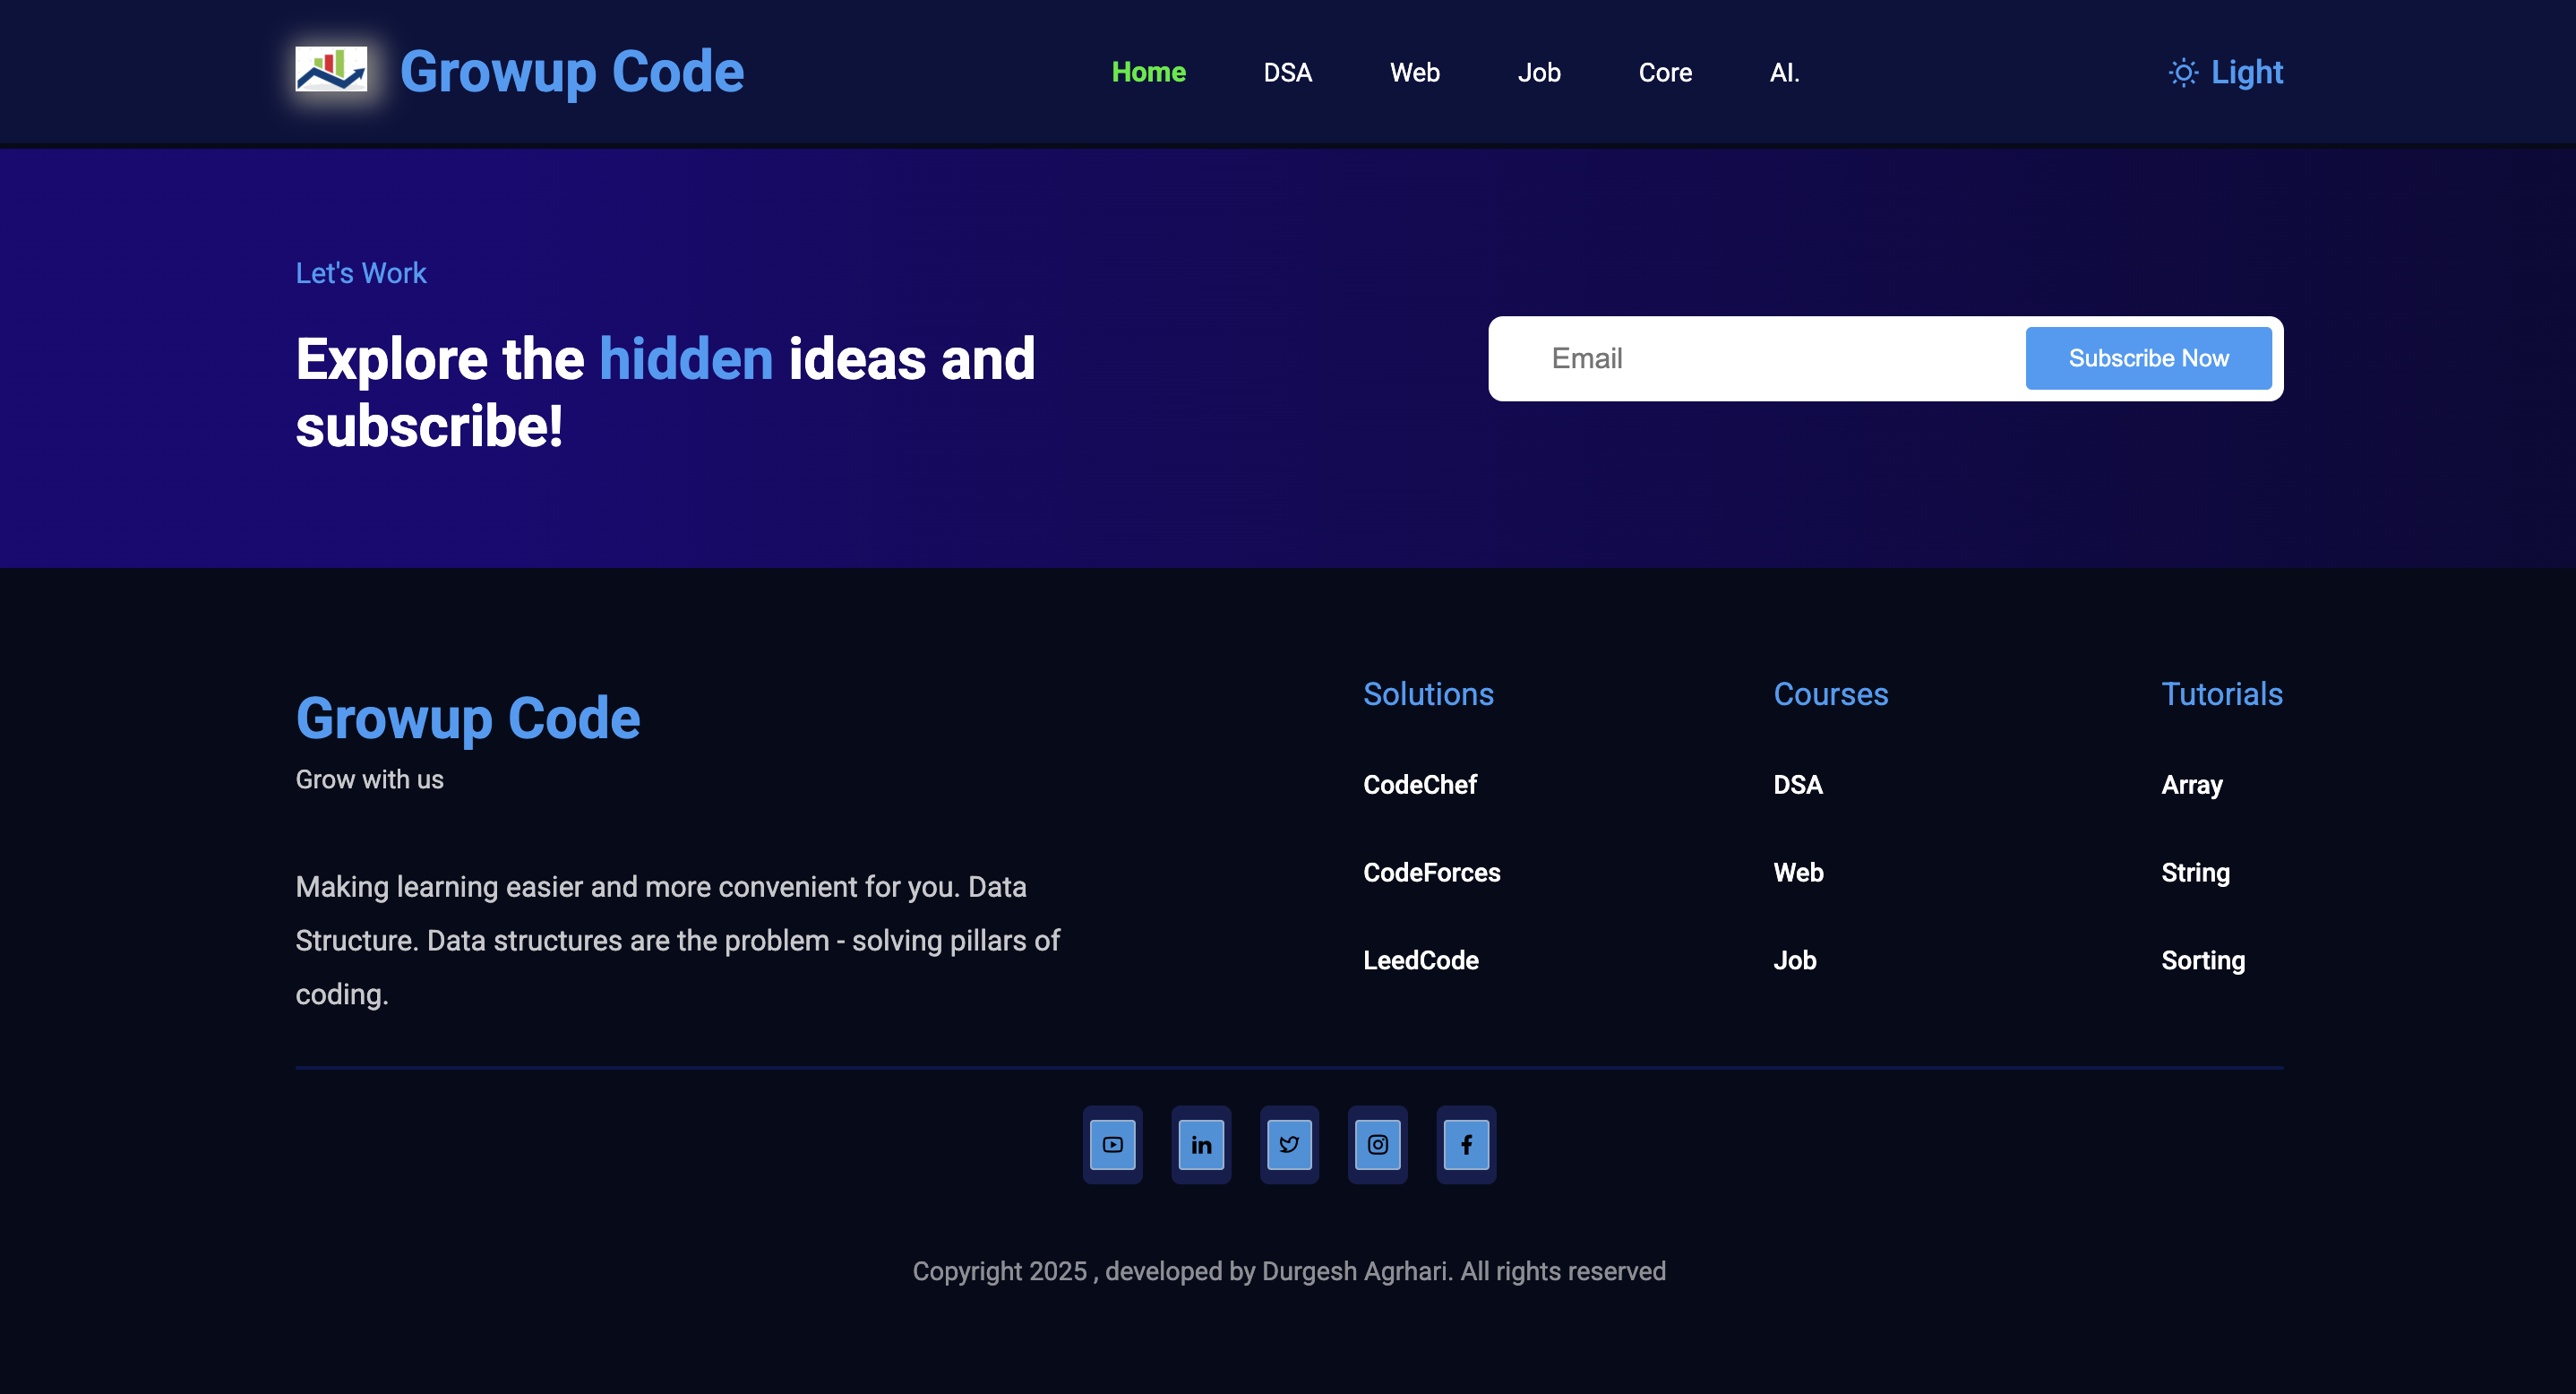 Growup Code
Home DSA Web Job Core AI. Light
Let's Work
Explore the hidden ideas and
subscribe!
Email Subscribe Now
Growup Code
Grow with us
Making learning easier and more convenient for you. Data
Structure. Data structures are the problem - solving pillars of
coding.
Solutions
CodeChef
CodeForces
LeedCode
Courses
DSA
Web
Job
Tutorials
Array
String
Sorting
Copyright 2025 , developed by Durgesh Agrhari. All rights reserved